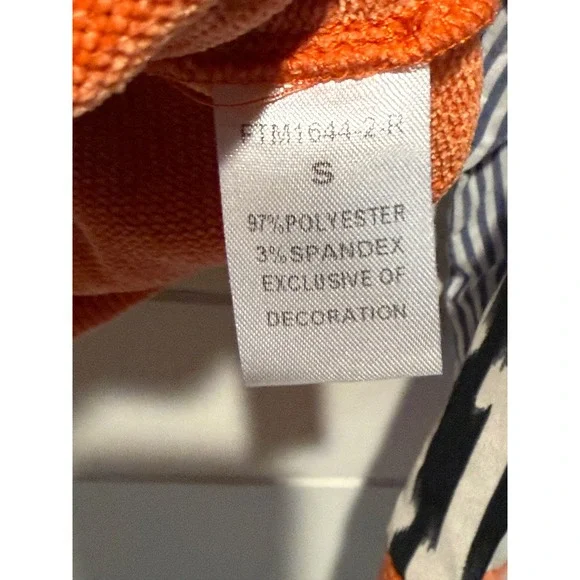 PTM1644-2-R
S
97%POLYESTER
3%SPANDEX
EXCLUSIVE OF
DECORATION